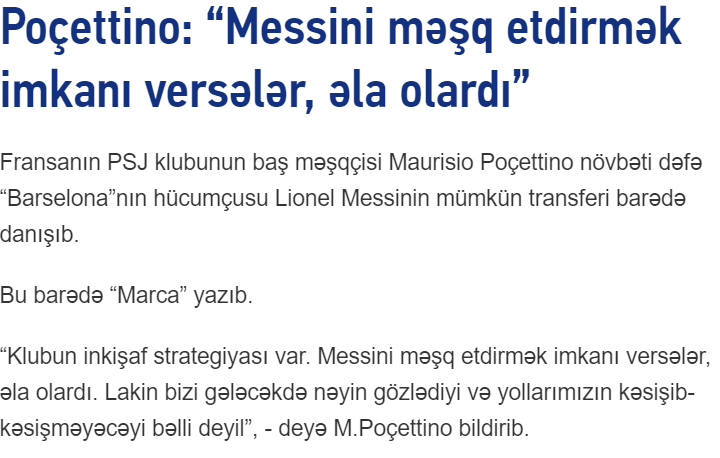 Poçettino: “Messini məşq etdirmək
imkanı versələr, əla olardı”
Fransanın PSJ klubunun baş məşqçisi Maurisio Poçettino növbəti dəfə
“Barselona”nın hücumçusu Lionel Messinin mümkün transferi barədə
danışıb.
Bu barədə “Marca” yazıb.
“Klubun inkişaf strategiyası var. Messini məşq etdirmək imkanı versələr,
əla olardı. Lakin bizi gələcəkdə nəyin gözlədiyi və yollarımızın kəsişib-
kəsişməyəcəyi bəlli deyil”, - deyə M.Poçettino bildirib.